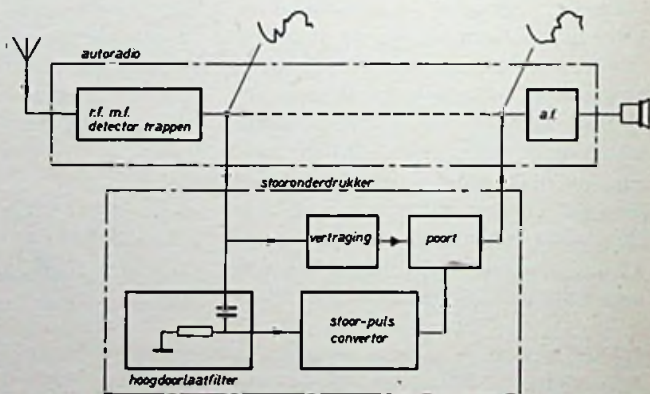 autoradio
r.f. m.f.
detector trappen
a.f.
stooronderdrukker
vertraging
poort
stoor-puls
convertor
hoogdoorlaatfilter